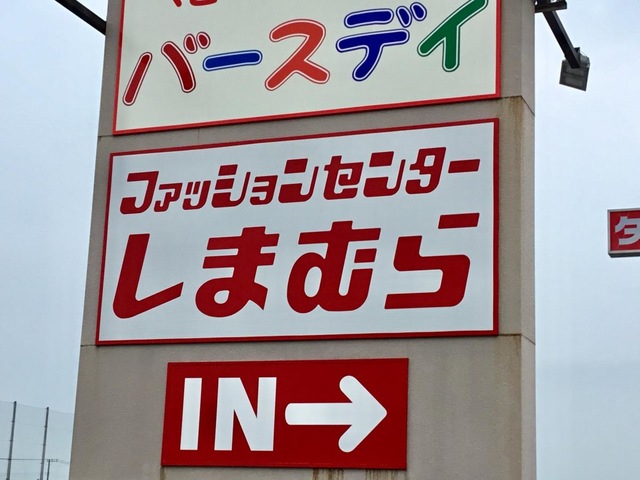 バースデイ
ファッションセンター
しまむら
IN→